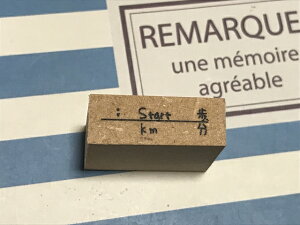 REMARQUE
une mémoire
agréable
: Start 歩
km 分